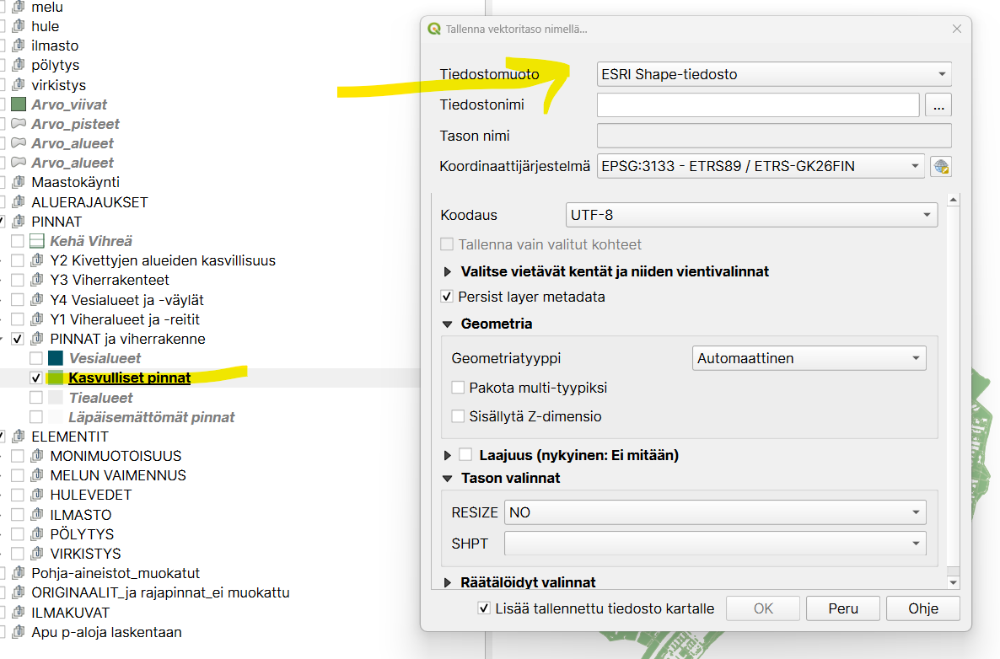 melu
hule
ilmasto
pölytys
virkistys
Arvo_viivat
Arvo_pisteet
Arvo_alueet
Arvo_alueet
Maastokäynti
ALUERAJAUKSET
PINNAT
Kehä Vihreä
Y2 Kivettyjen alueiden kasvillisuus
Y3 Viherrakenteet
Y4 Vesialueet ja -väylät
Y1 Viheralueet ja -reitit
PINNAT ja viherrakenne
Vesialueet
Kasvulliset pinnat
Tiealueet
Läpäisemättömät pinnat
ELEMENTIT
MONIMUOTOISUUS
MELUN VAIMENNUS
HULEVEDET
ILMASTO
PÖLYTYS
VIRKISTYS
Pohja-aineistot_muokatut
ORIGINAALIT_ja rajapinnat_ei muokattu
ILMAKUVAT
Apu p-aloja laskentaan
Tallenna vektoritaso nimellä...
Tiedostomuoto ESRI Shape-tiedosto
Tiedostonimi ...
Tason nimi
Koordinaattijärjestelmä EPSG:3133 - ETRS89 / ETRS-GK26FIN
Koodaus UTF-8
Tallenna vain valitut kohteet
Valitse vietävät kentät ja niiden vientivalinnat
Persist layer metadata
Geometria
Geometriatyyppi Automaattinen
Pakota multi-tyypiksi
Sisällytä Z-dimensio
Laajuus (nykyinen: Ei mitään)
Tason valinnat
RESIZE NO
SHPT
Räätälöidyt valinnat
Lisää tallennettu tiedosto kartalle OK Peru Ohje